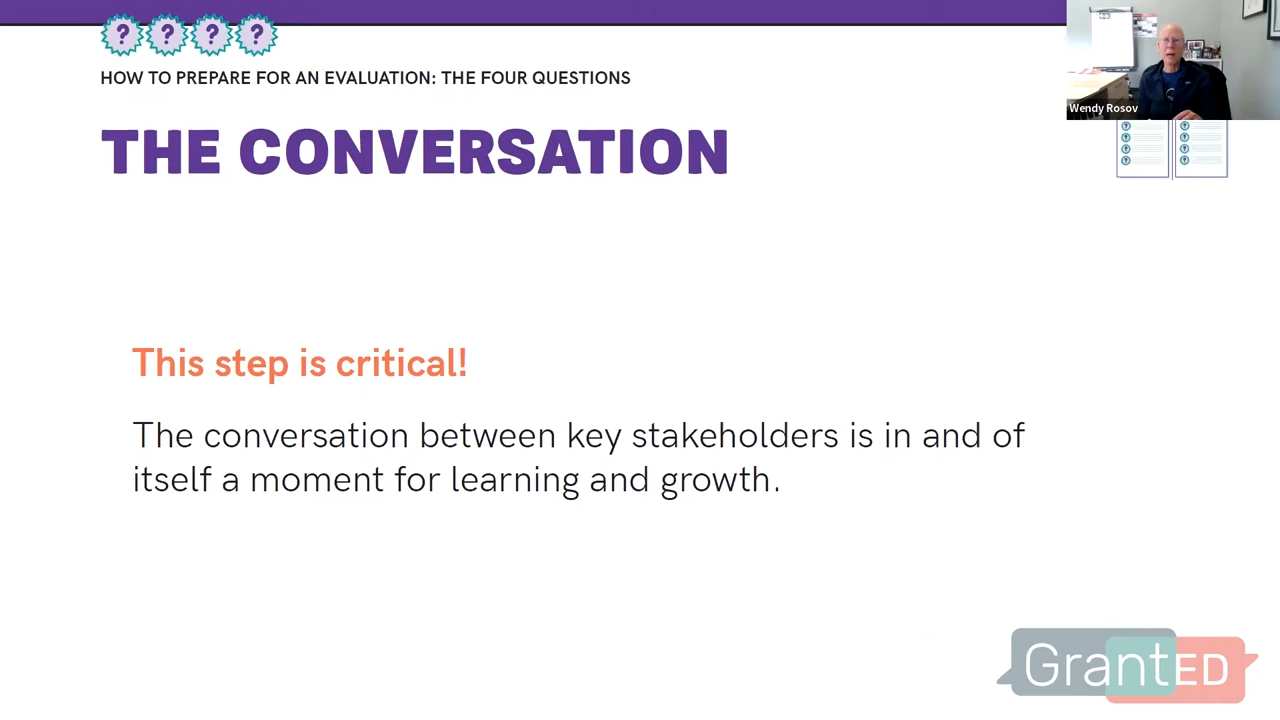 ? ? ? ?
HOW TO PREPARE FOR AN EVALUATION: THE FOUR QUESTIONS
THE CONVERSATION
Wendy Rosov
This step is critical!
The conversation between key stakeholders is in and of
itself a moment for learning and growth.
GrantED